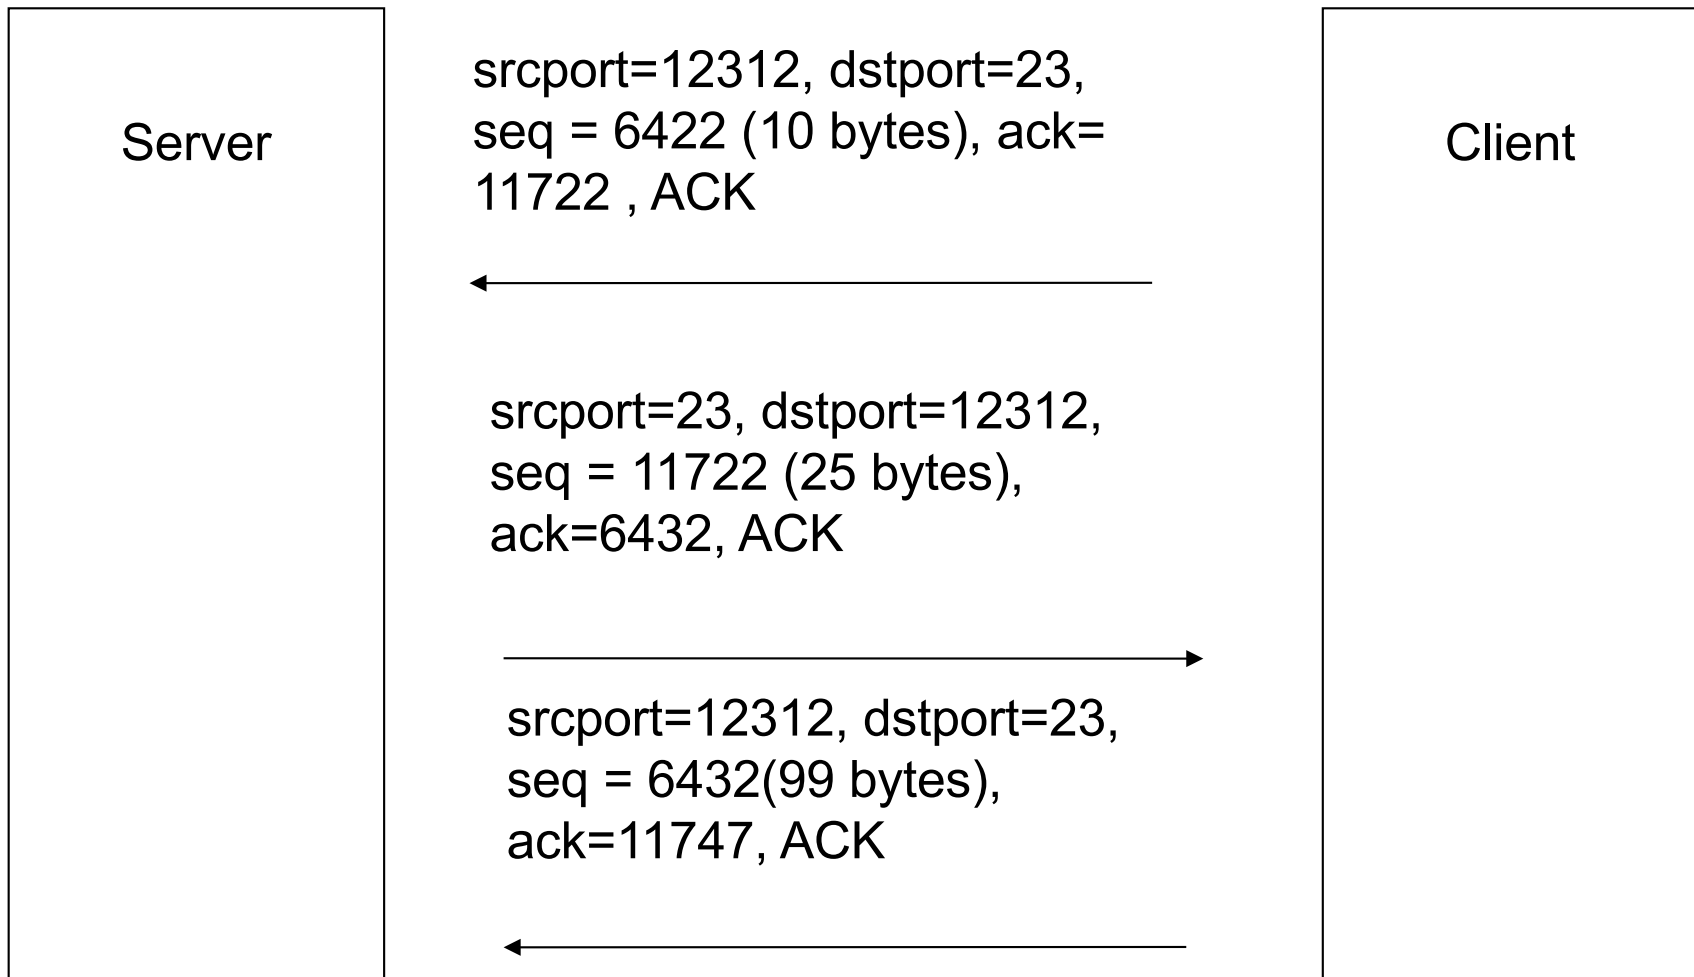 Server
srcport=12312, dstport=23,
seq = 6422 (10 bytes), ack=
11722 , ACK
Client
srcport=23, dstport=12312,
seq = 11722 (25 bytes),
ack=6432, ACK
srcport=12312, dstport=23,
seq = 6432(99 bytes),
ack=11747, ACK